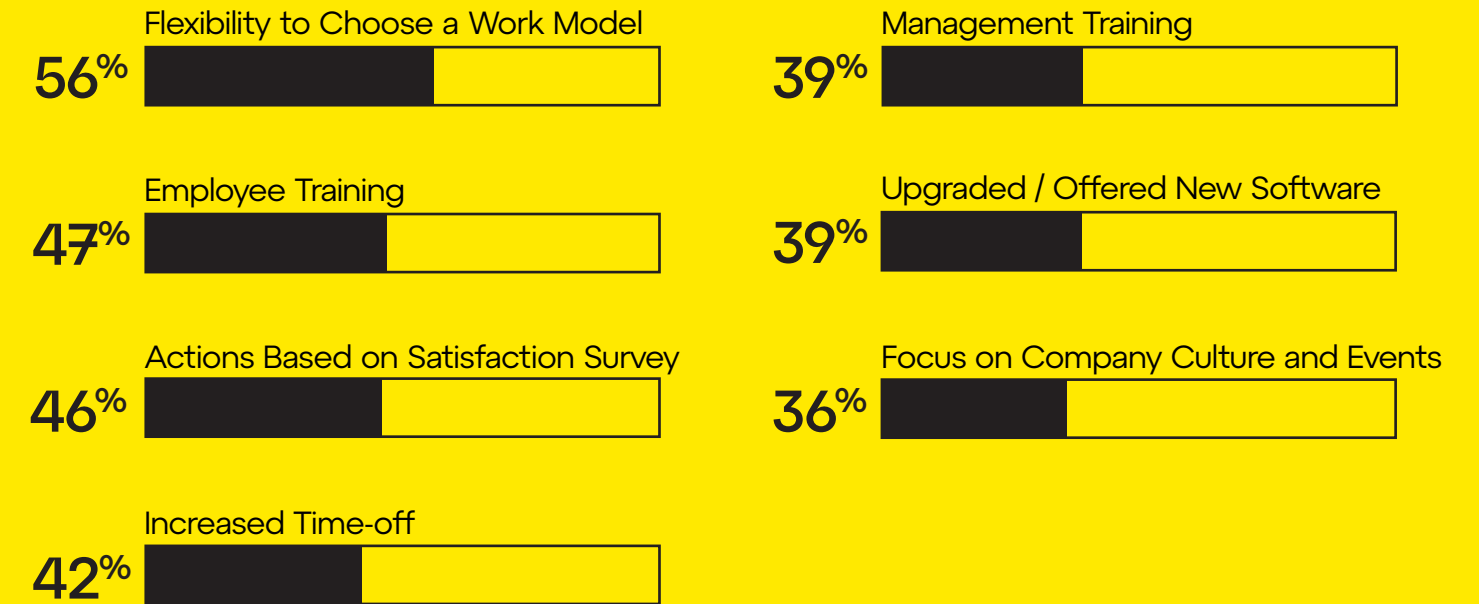 Flexibility to Choose a Work Model
56%
Employee Training
47%
Actions Based on Satisfaction Survey
46%
Increased Time-off
42%
Management Training
39%
Upgraded / Offered New Software
39%
Focus on Company Culture and Events
36%